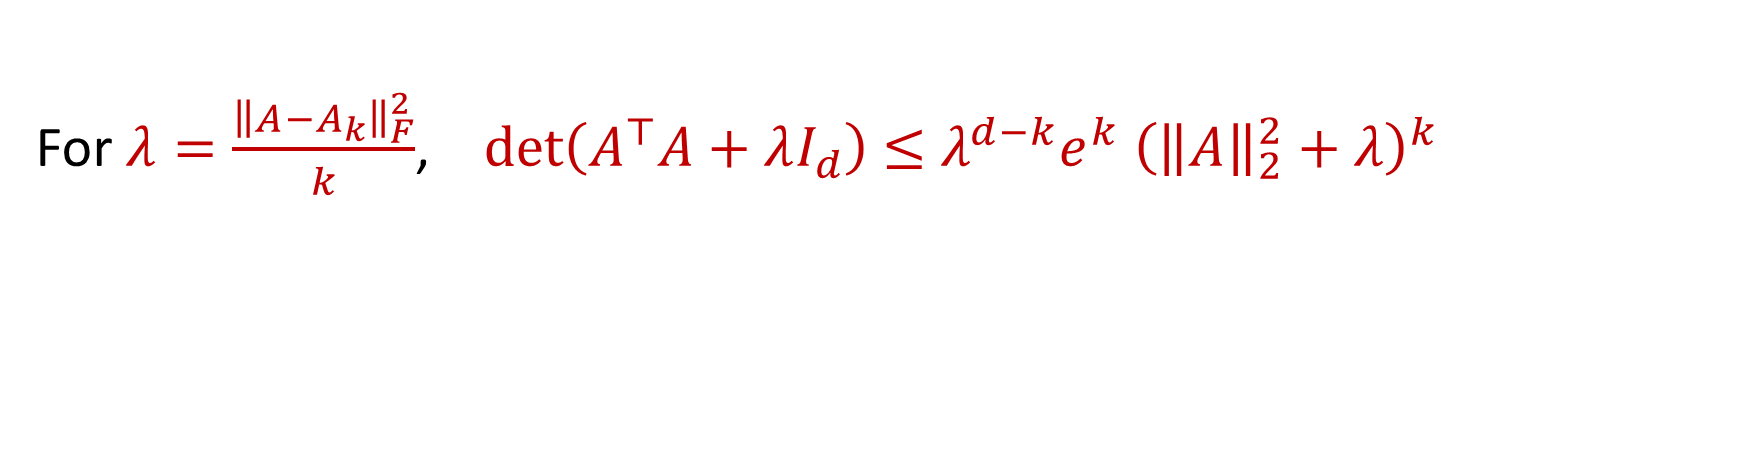 For λ = ‖A−A_k‖_F^2 / k, det(A^⊤A + λI_d) ≤ λ^{d−k}e^k (‖A‖_2^2 + λ)^k